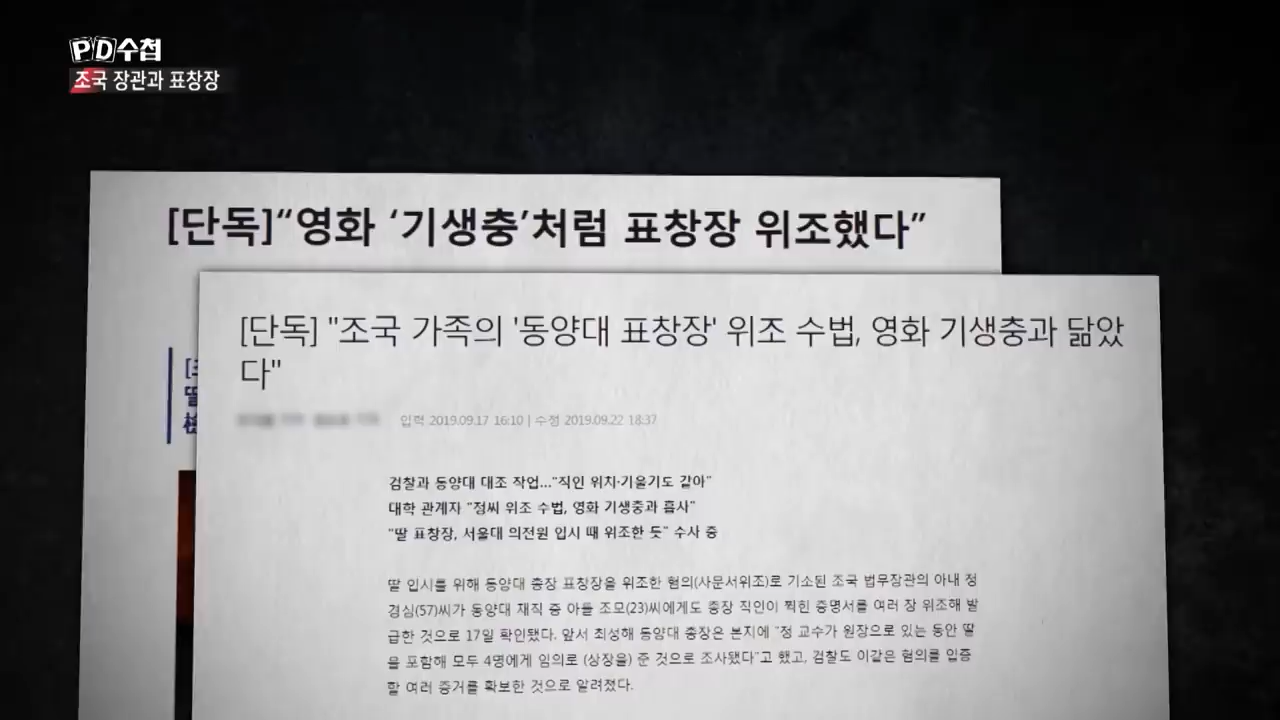 PD수첩
조국 장관과 표창장
[단독]“영화 ‘기생충’처럼 표창장 위조했다”
[단독] "조국 가족의 '동양대 표창장' 위조 수법, 영화 기생충과 닮았
다"
입력 2019.09.17 16:10 | 수정 2019.09.22 18:37
검찰과 동양대 대조 작업..."직인 위치·기울기도 같아"
대학 관계자 "정씨 위조 수법, 영화 기생충과 흡사"
"딸 표창장, 서울대 의전원 입시 때 위조한 듯" 수사 중
딸 입시를 위해 동양대 총장 표창장을 위조한 혐의(사문서위조)로 기소된 조국 법무장관의 아내 정
경심(57)씨가 동양대 재직 중 아들 조모(23)씨에게도 총장 직인이 찍힌 증명서를 여러 장 위조해 발
급한 것으로 17일 확인됐다. 앞서 최성해 동양대 총장은 본지에 "정 교수가 원장으로 있는 동안 딸
을 포함해 모두 4명에게 임의로 (상장을) 준 것으로 조사됐다"고 했고, 검찰도 이같은 혐의를 입증
할 여러 증거를 확보한 것으로 알려졌다.